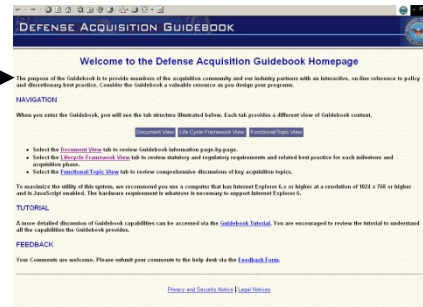 DEFENSE ACQUISITION GUIDEBOOK
Welcome to the Defense Acquisition Guidebook Homepage
The purpose of the Guidebook is to provide members of the acquisition community and our industry partners with an interactive, on-line reference to policy
and discretionary best practice. Consider the Guidebook a valuable resource as you design your programs.
NAVIGATION
When you enter the Guidebook, you will see the tab structure illustrated below. Each tab provides a different view of Guidebook content.
Document View Life Cycle Framework View Functional/Topic View
Select the Document View tab to review Guidebook information page-by-page.
Select the Lifecycle Framework View tab to review statutory and regulatory requirements and related best practice for each milestone and
acquisition phase.
Select the Functional/Topic View tab to review comprehensive discussions of key acquisition topics.
To maximize the utility of this system, we recommend you use a computer that has Internet Explorer 6.x or higher at a resolution of 1024 x 768 or higher
and is JavaScript enabled. The hardware requirement is whatever is necessary to support Internet Explorer 6.
TUTORIAL
A more detailed discussion of Guidebook capabilities can be accessed via the Guidebook Tutorial. You are encouraged to review the tutorial to understand
all the capabilities the Guidebook provides.
FEEDBACK
Your Comments are welcome. Please submit your comments to the help desk via the Feedback Form.
Privacy and Security Notice | Legal Notices